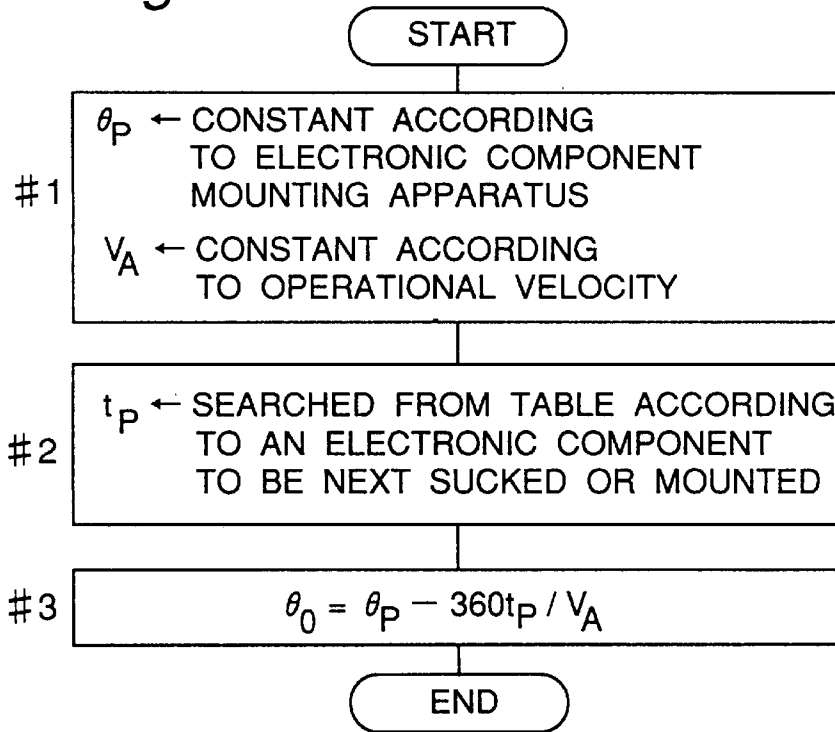 START
#1
θP ← CONSTANT ACCORDING
TO ELECTRONIC COMPONENT
MOUNTING APPARATUS
VA ← CONSTANT ACCORDING
TO OPERATIONAL VELOCITY
#2
tP ← SEARCHED FROM TABLE ACCORDING
TO AN ELECTRONIC COMPONENT
TO BE NEXT SUCKED OR MOUNTED
#3
θ0 = θP − 360tP / VA
END